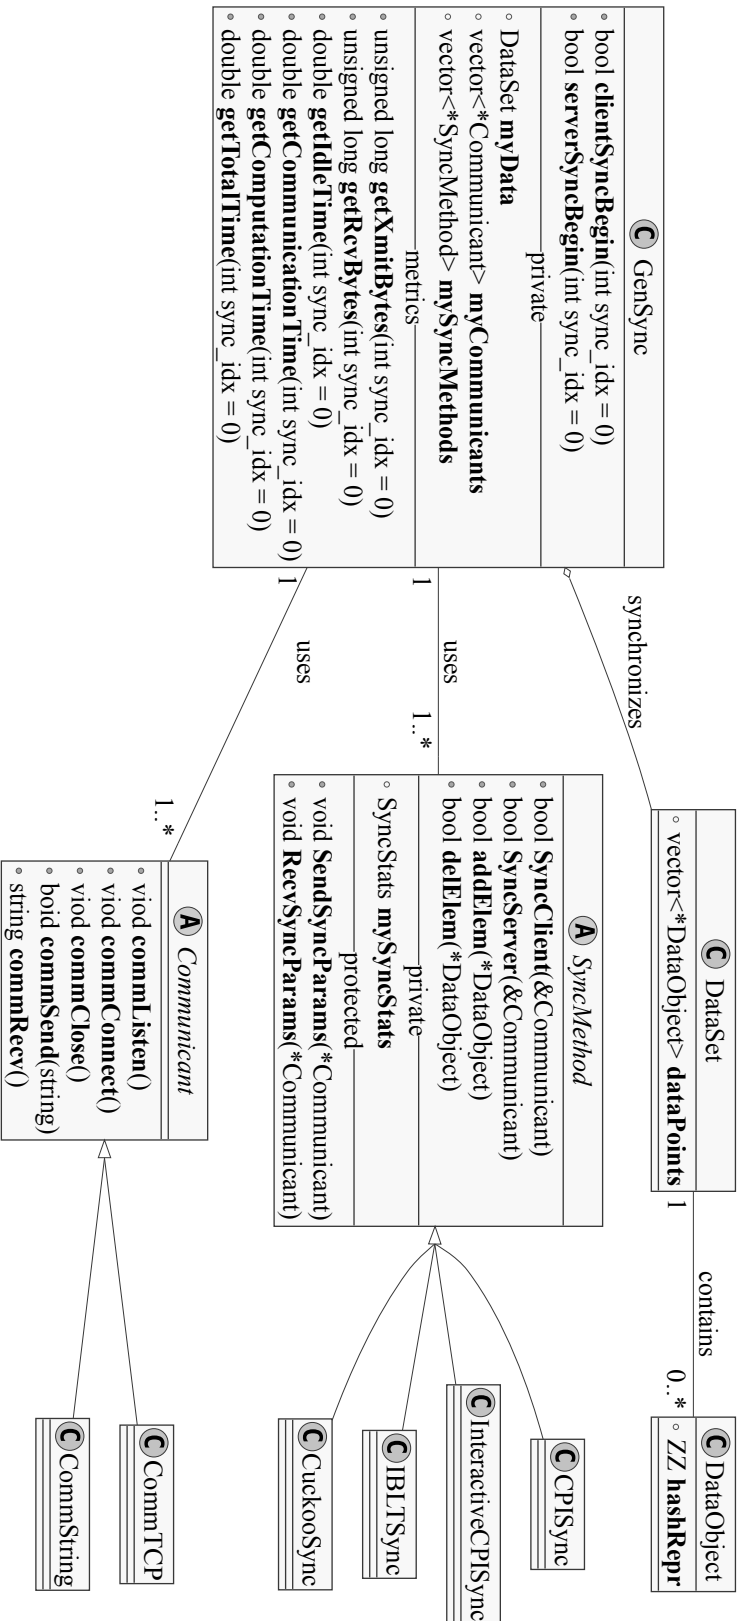 C GenSync
bool clientSyncBegin(int sync_idx = 0)
bool serverSyncBegin(int sync_idx = 0)
private
DataSet myData
vector<*Communicant> myCommunicants
vector<*SyncMethod> mySyncMethods
metrics
unsigned long getXmitBytes(int sync_idx = 0)
unsigned long getRcvBytes(int sync_idx = 0)
double getIdleTime(int sync_idx = 0)
double getCommunicationTime(int sync_idx = 0)
double getComputationTime(int sync_idx = 0)
double getTotalTime(int sync_idx = 0)
synchronizes
1
uses
1..*
1
uses
1..*
C DataSet
vector<*DataObject> dataPoints
1
contains
0..*
C DataObject
ZZ hashRepr
A SyncMethod
bool SyncClient(&Communicant)
bool SyncServer(&Communicant)
bool addElem(*DataObject)
bool delElem(*DataObject)
private
SyncStats mySyncStats
protected
void SendSyncParams(*Communicant)
void RecvSyncParams(*Communicant)
C CPISync
C InteractiveCPISync
C IBLTSync
C CuckooSync
A Communicant
viod commListen()
viod commConnect()
viod commClose()
boid commSend(string)
string commRecv()
C CommTCP
C CommString